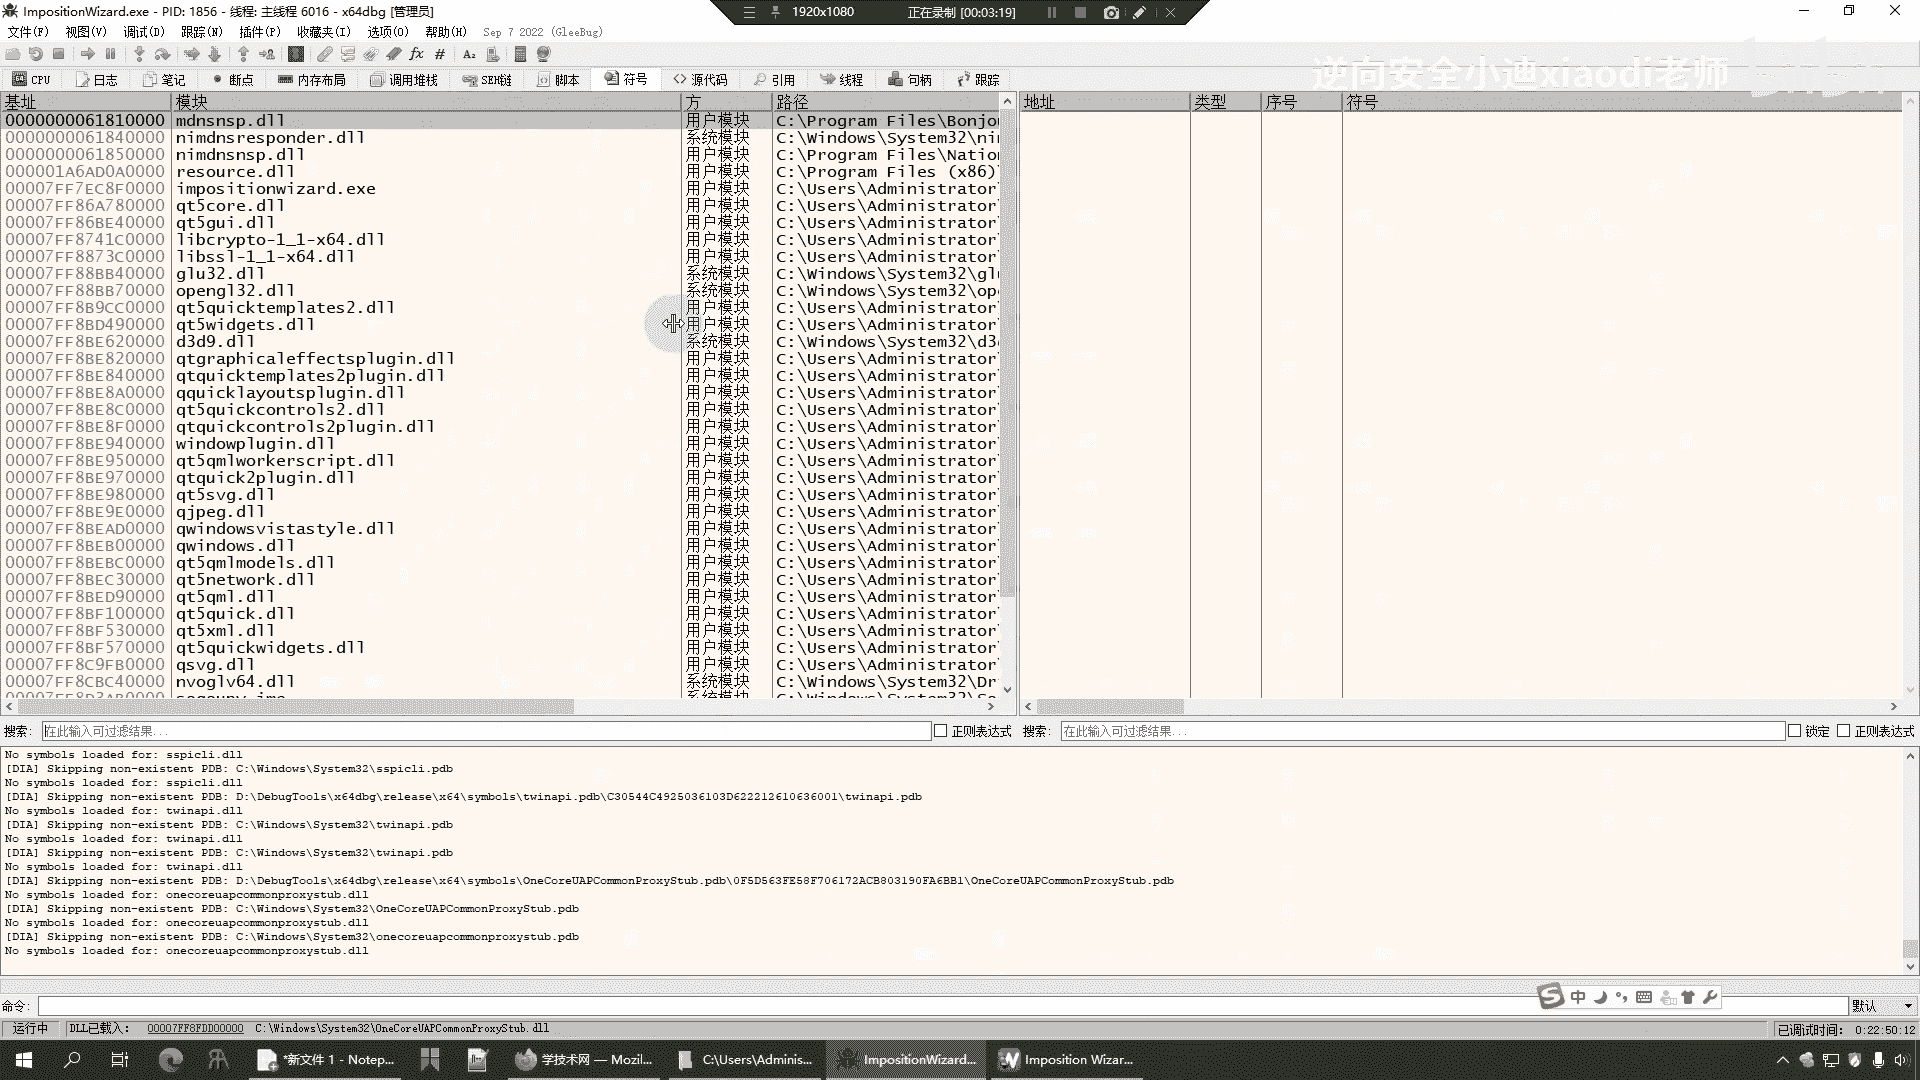 ImpositionWizard.exe - PID: 1856 - 线程: 主线程 6016 - x64dbg [管理员]
1920x1080 正在录制 [00:03:19]
文件(F) 视图(V) 调试(D) 跟踪(N) 插件(P) 收藏夹(I) 选项(O) 帮助(H) Sep 7 2022 (GleeBug)
CPU 日志 笔记 断点 内存布局 调用堆栈 SEH链 脚本 符号 源代码 引用 线程 句柄 跟踪
逆向安全小迪xiaodi老师
基址 模块 方 路径 地址 类型 序号 符号
0000000061810000 mdnsnsp.dll 用户模块 C:\Program Files\Bonjo
0000000061840000 nimdnsresponder.dll 系统模块 C:\Windows\System32\ni
0000000061850000 nimdnsnsp.dll 用户模块 C:\Program Files\Natio
000001A6AD0A0000 resource.dll 用户模块 C:\Program Files (x86)
00007FF7EC8F0000 impositionwizard.exe 用户模块 C:\Users\Administrator
00007FF86A780000 qt5core.dll 用户模块 C:\Users\Administrator
00007FF86BE40000 qt5gui.dll 用户模块 C:\Users\Administrator
00007FF8741C0000 libcrypto-1_1-x64.dll 用户模块 C:\Users\Administrator
00007FF8873C0000 libssl-1_1-x64.dll 用户模块 C:\Users\Administrator
00007FF88BB40000 glu32.dll 系统模块 C:\Windows\System32\gl
00007FF88BB70000 opengl32.dll 系统模块 C:\Windows\System32\op
00007FF8B9CC0000 qt5quicktemplates2.dll 用户模块 C:\Users\Administrator
00007FF8BD490000 qt5widgets.dll 用户模块 C:\Users\Administrator
00007FF8BE620000 d3d9.dll 系统模块 C:\Windows\System32\d3
00007FF8BE820000 qtgraphicaleffectsplugin.dll 用户模块 C:\Users\Administrator
00007FF8BE840000 qtquicktemplates2plugin.dll 用户模块 C:\Users\Administrator
00007FF8BE8A0000 qquicklayoutsplugin.dll 用户模块 C:\Users\Administrator
00007FF8BE8C0000 qt5quickcontrols2.dll 用户模块 C:\Users\Administrator
00007FF8BE8F0000 qtquickcontrols2plugin.dll 用户模块 C:\Users\Administrator
00007FF8BE940000 windowplugin.dll 用户模块 C:\Users\Administrator
00007FF8BE950000 qt5qmlworkerscript.dll 用户模块 C:\Users\Administrator
00007FF8BE970000 qtquick2plugin.dll 用户模块 C:\Users\Administrator
00007FF8BE980000 qt5svg.dll 用户模块 C:\Users\Administrator
00007FF8BE9E0000 qjpeg.dll 用户模块 C:\Users\Administrator
00007FF8BEAD0000 qwindowsvistastyle.dll 用户模块 C:\Users\Administrator
00007FF8BEB00000 qwindows.dll 用户模块 C:\Users\Administrator
00007FF8BEBC0000 qt5qmlmodels.dll 用户模块 C:\Users\Administrator
00007FF8BEC30000 qt5network.dll 用户模块 C:\Users\Administrator
00007FF8BED90000 qt5qml.dll 用户模块 C:\Users\Administrator
00007FF8BF100000 qt5quick.dll 用户模块 C:\Users\Administrator
00007FF8BF530000 qt5xml.dll 用户模块 C:\Users\Administrator
00007FF8BF570000 qt5quickwidgets.dll 用户模块 C:\Users\Administrator
00007FF8C9FB0000 qsvg.dll 用户模块 C:\Users\Administrator
00007FF8CBC40000 nvoglv64.dll 系统模块 C:\Windows\System32\Dr
搜索: 在此输入可过滤结果... 正则表达式 搜索: 在此输入可过滤结果... 锁定 正则表达式
No symbols loaded for: sspicli.dll
[DIA] Skipping non-existent PDB: C:\Windows\System32\sspicli.pdb
No symbols loaded for: sspicli.dll
[DIA] Skipping non-existent PDB: D:\DebugTools\x64dbg\release\x64\symbols\twinapi.pdb\C30544C4925036103D622212610636001\twinapi.pdb
No symbols loaded for: twinapi.dll
[DIA] Skipping non-existent PDB: C:\Windows\System32\twinapi.pdb
No symbols loaded for: twinapi.dll
[DIA] Skipping non-existent PDB: C:\Windows\System32\twinapi.pdb
No symbols loaded for: twinapi.dll
[DIA] Skipping non-existent PDB: D:\DebugTools\x64dbg\release\x64\symbols\OneCoreUAPCommonProxyStub.pdb\0F5D563FE58F706172ACB803190FA6BB1\OneCoreUAPCommonProxyStub.pdb
No symbols loaded for: onecoreuapcommonproxystub.dll
[DIA] Skipping non-existent PDB: C:\Windows\System32\OneCoreUAPCommonProxyStub.pdb
No symbols loaded for: onecoreuapcommonproxystub.dll
[DIA] Skipping non-existent PDB: C:\Windows\System32\onecoreuapcommonproxystub.pdb
No symbols loaded for: onecoreuapcommonproxystub.dll
中
命令: 默认
运行中 DLL已载入: 00007FF8FDD00000 C:\Windows\System32\OneCoreUAPCommonProxyStub.dll 已调试时间: 0:22:50:12
*新文件 1 - Notep... 学技术网 — Mozil... C:\Users\Adminis... ImpositionWizard... Imposition Wizar...